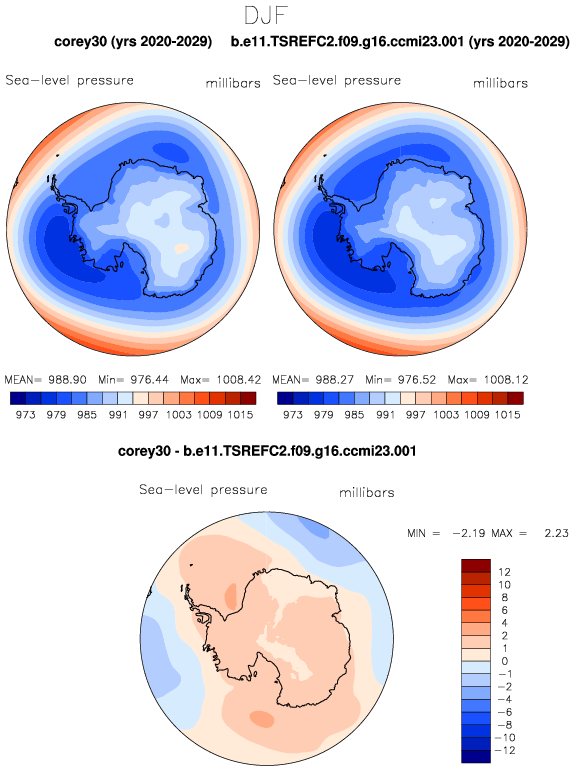 DJF
corey30 (yrs 2020-2029) b.e11.TSREFC2.f09.g16.ccmi23.001 (yrs 2020-2029)
Sea-level pressure millibars Sea-level pressure millibars
MEAN= 988.90 Min= 976.44 Max= 1008.42 MEAN= 988.27 Min= 976.52 Max= 1008.12
973 979 985 991 997 1003 1009 1015 973 979 985 991 997 1003 1009 1015
corey30 - b.e11.TSREFC2.f09.g16.ccmi23.001
Sea-level pressure millibars
MIN = -2.19 MAX = 2.23
12
10
8
6
4
2
1
0
-1
-2
-4
-6
-8
-10
-12